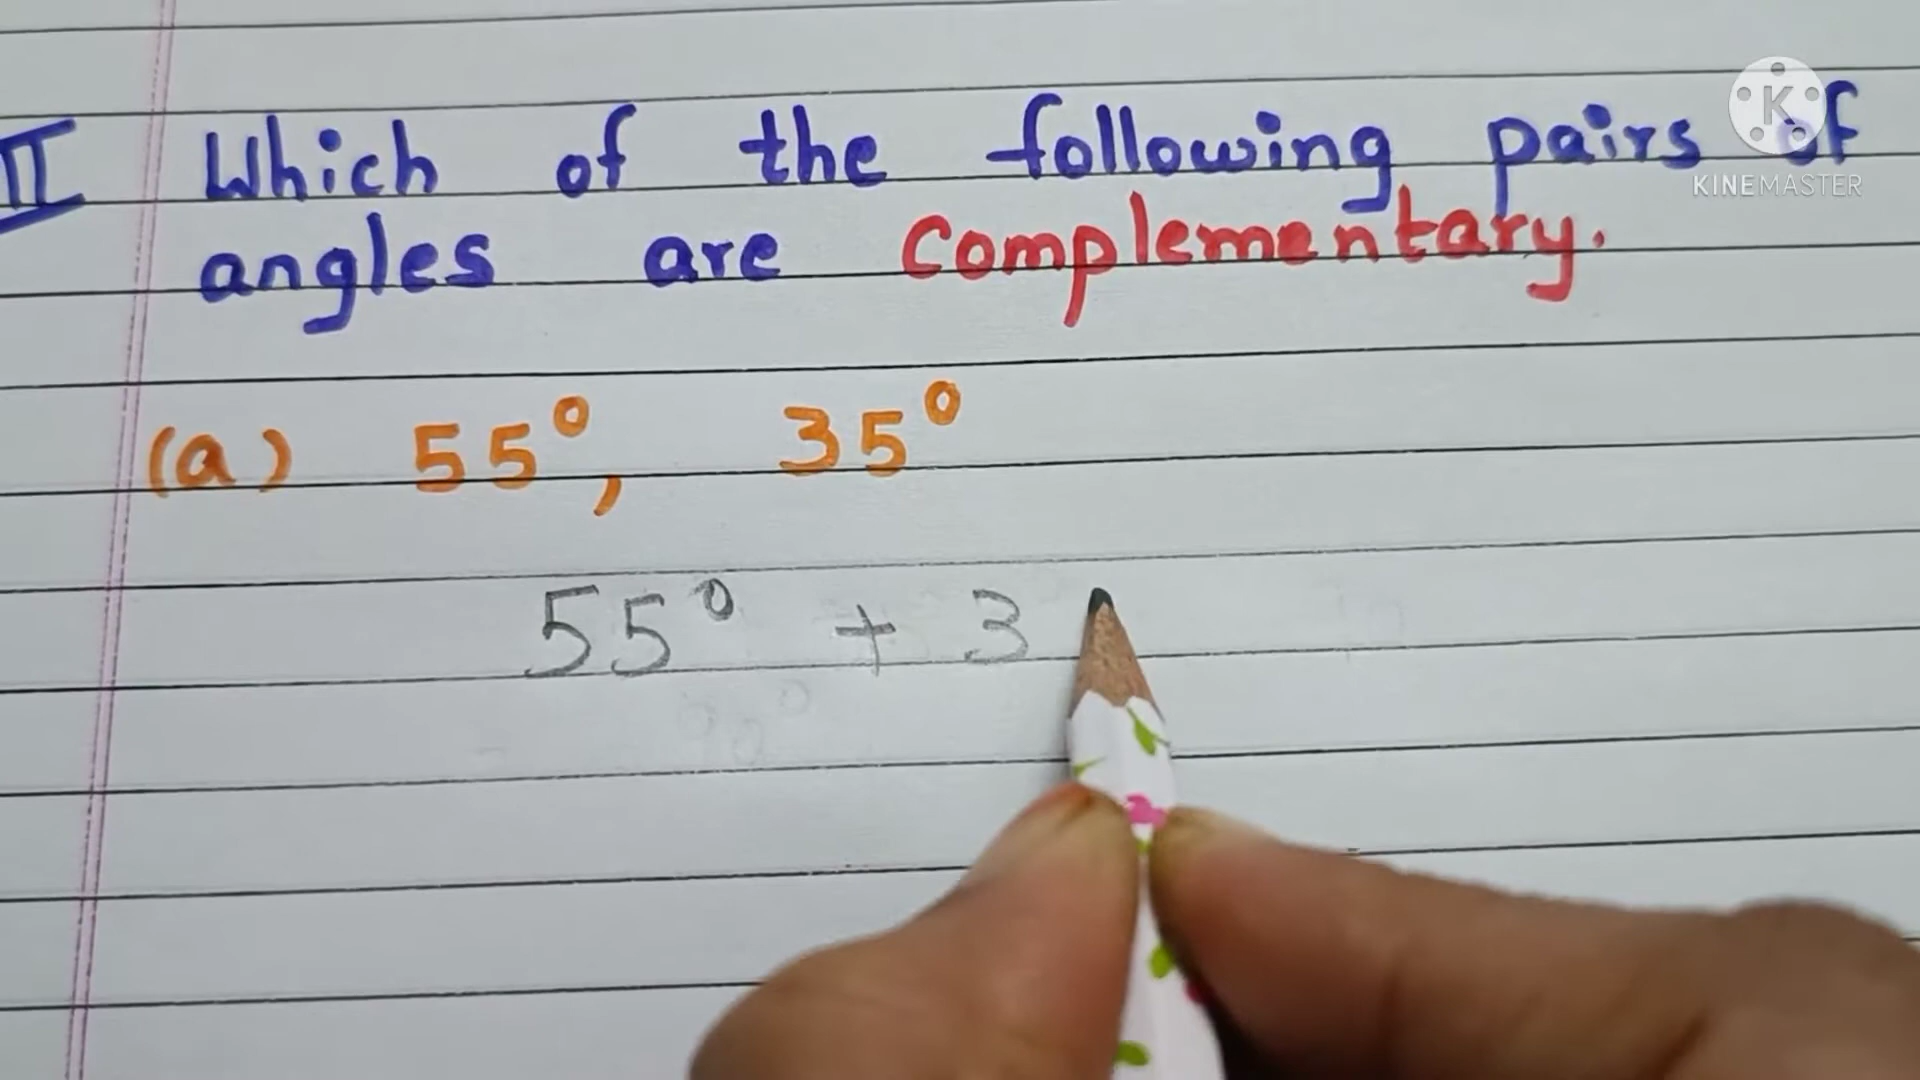 II Which of the following pairs of
angles are complementary.
(a) 55°, 35°
55° + 3
K
KINEMASTER